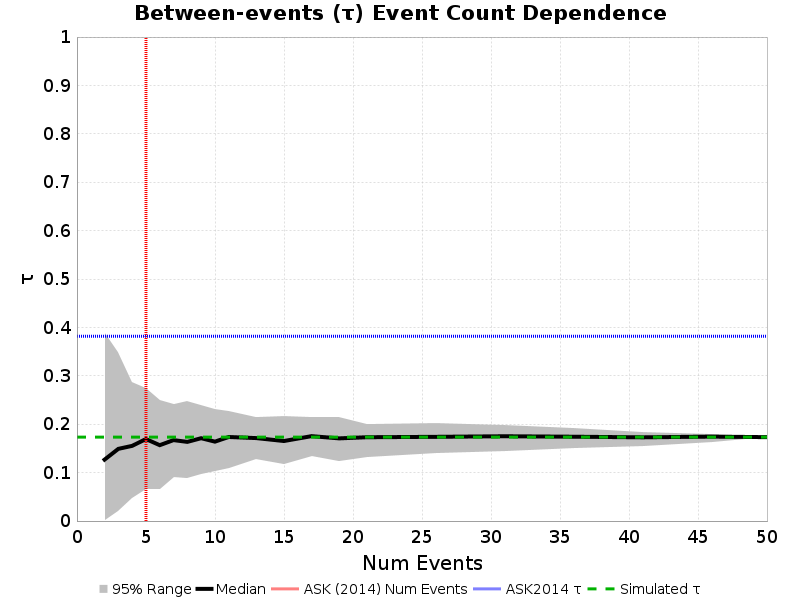 Between-events (τ) Event Count Dependence
1
0.9
0.8
0.7
0.6
0.5
0.4
0.3
0.2
0.1
0
τ
0 5 10 15 20 25 30 35 40 45 50
Num Events
95% Range Median ASK (2014) Num Events ASK2014 τ Simulated τ